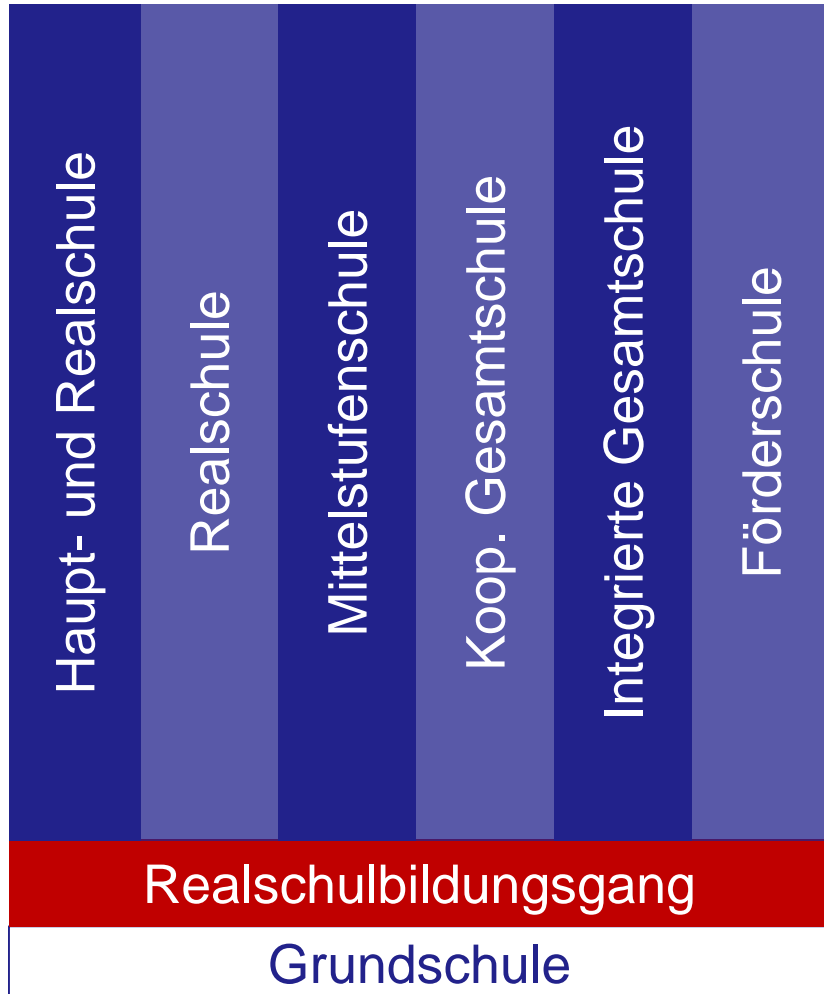 Haupt- und Realschule
Realschule
Mittelstufenschule
Koop. Gesamtschule
Integrierte Gesamtschule
Förderschule
Realschulbildungsgang
Grundschule